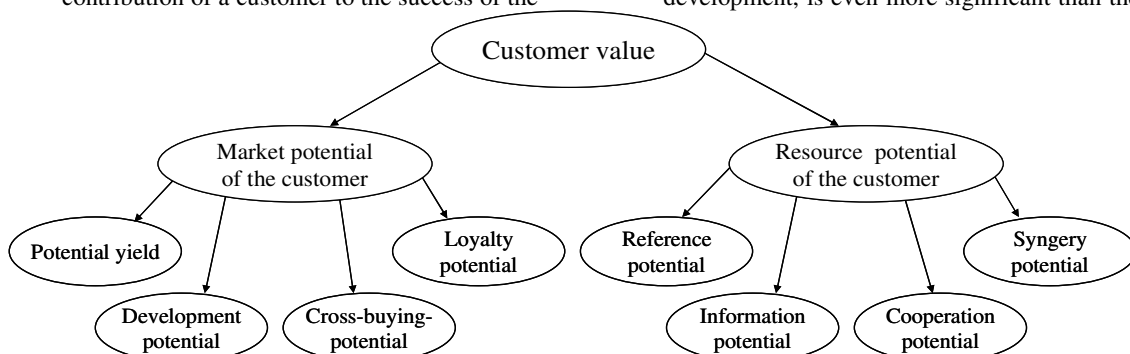 contribution of a customer to the success of the
development, is even more significant than the
Customer value
Market potential
of the customer
Resource  potential
of the customer
Potential yield
Loyalty
potential
Reference
potential
Syngery
potential
Development
potential
Cross-buying-
potential
Information
potential
Cooperation
potential